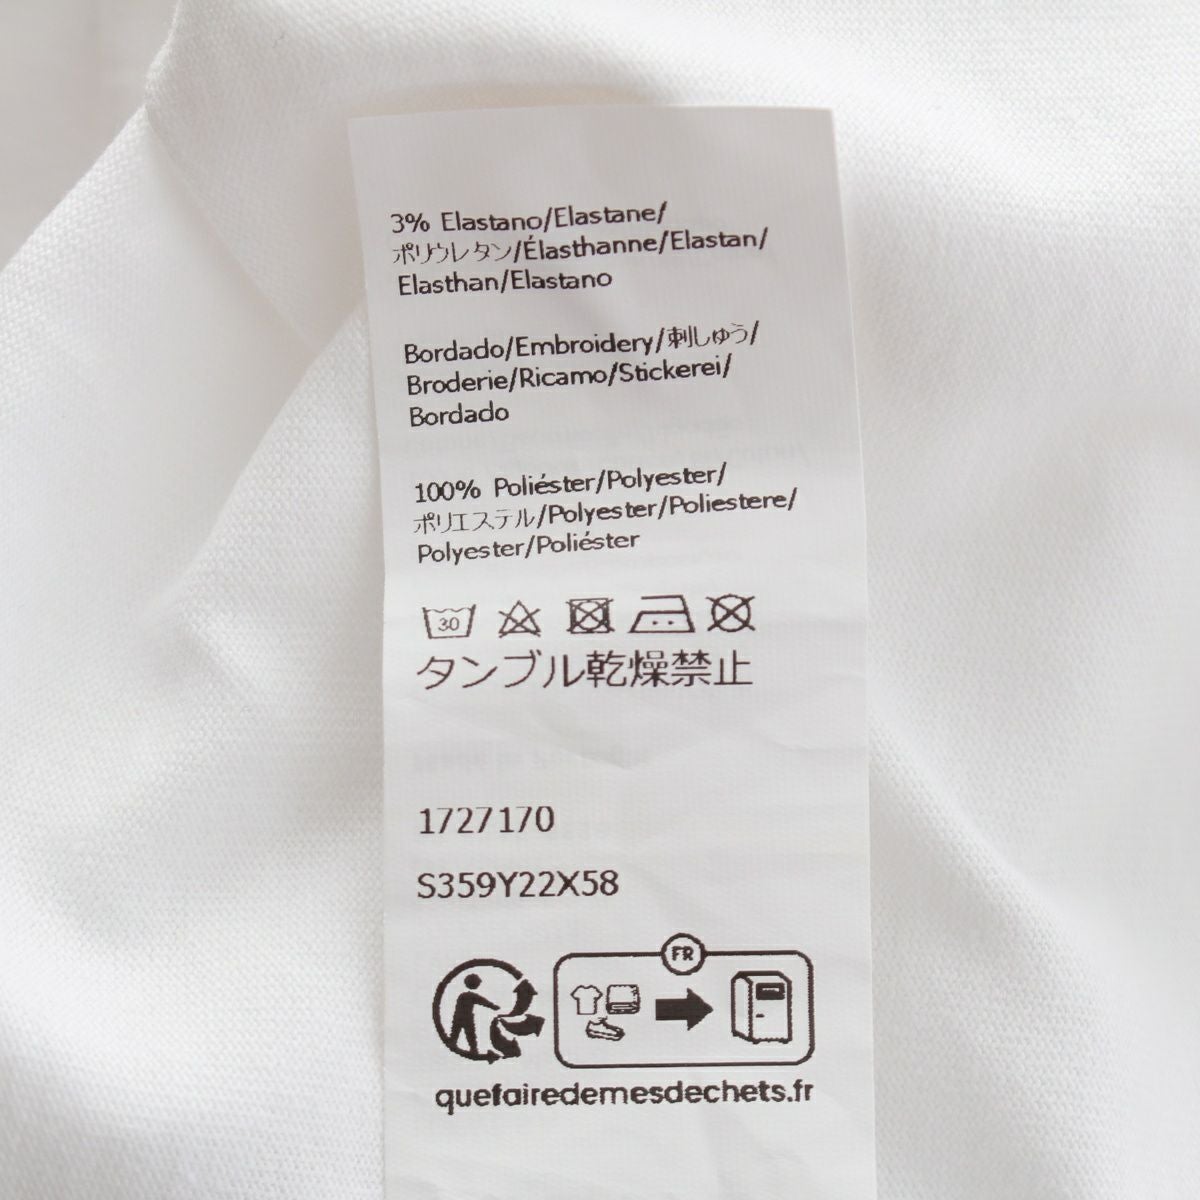 3% Elastano/Elastane/
ポリウレタン/Élasthanne/Elastan/
Elasthan/Elastano
Bordado/Embroidery/刺しゅう/
Broderie/Ricamo/Stickerei/
Bordado
100% Poliéster/Polyester/
ポリエステル/Polyester/Poliestere/
Polyester/Poliéster
30
タンブル乾燥禁止
1727170
S359Y22X58
FR
quefairedemesdechets.fr